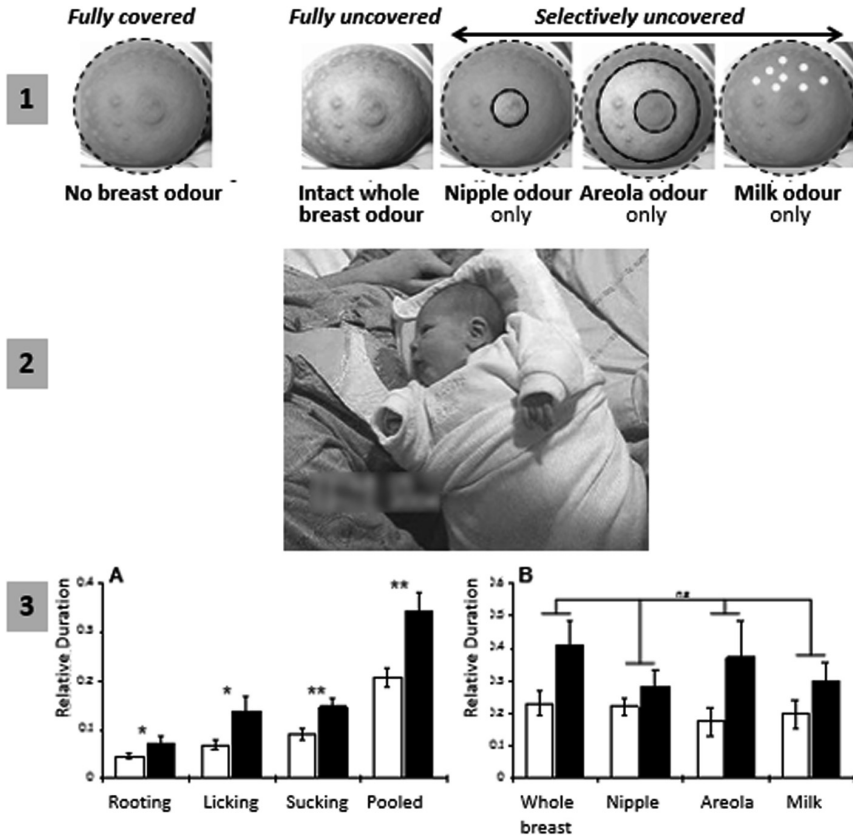 Fully covered
Fully uncovered
Selectively uncovered
1
No breast odour
Intact whole
breast odour
Nipple odour
only
Areola odour
only
Milk odour
only
2
3
A
Relative Duration
0.4
0.3
0.2
0.1
0
*
*
**
**
Rooting
Licking
Sucking
Pooled
B
Relative Duration
0.6
0.5
0.4
0.3
0.2
0.1
0
ns
Whole
breast
Nipple
Areola
Milk